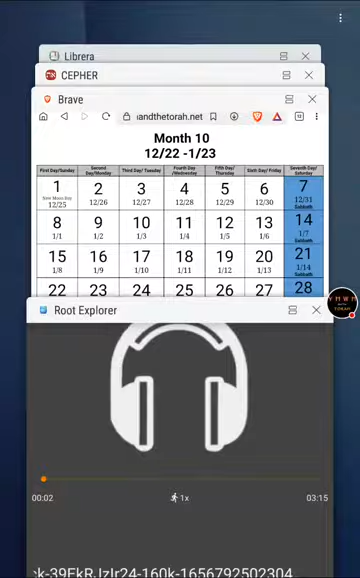 Librera
CEPHER
Brave
andthetorah.net
Month 10
12/22 -1/23
First Day/Sunday Second Day/Monday Third Day/ Tuesday Fourth Day /Wednesday Fifth Day/ Thursday Sixth Day/ Friday Seventh Day/ Saturday
1 2 3 4 5 6 7
New Moon Day
12/25 12/26 12/27 12/28 12/29 12/30 12/31
Sabbath
8 9 10 11 12 13 14
1/1 1/2 1/3 1/4 1/5 1/6 1/7
Sabbath
15 16 17 18 19 20 21
1/8 1/9 1/10 1/11 1/12 1/13 1/14
Sabbath
22 23 24 25 26 27 28
Root Explorer
YMWM
WITH
TORAH
00:02 1x 03:15